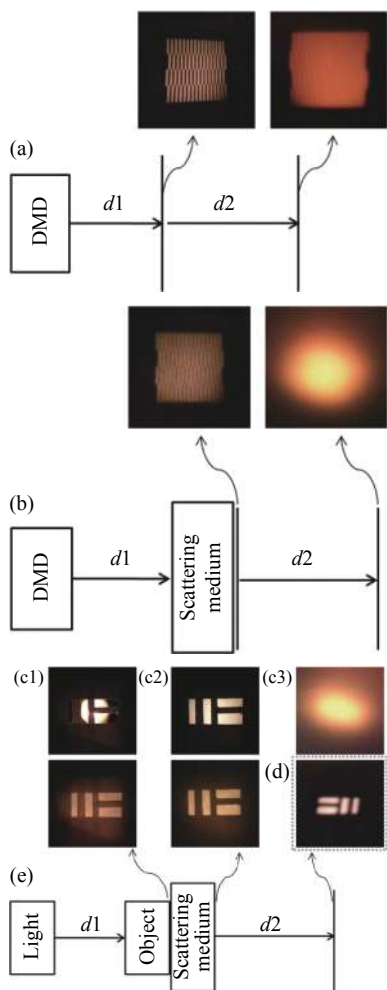 (a)
DMD
d1
d2
(b)
DMD
d1
Scattering
medium
d2
(c1)
(c2)
(c3)
(d)
(e)
Light
d1
Object
Scattering
medium
d2